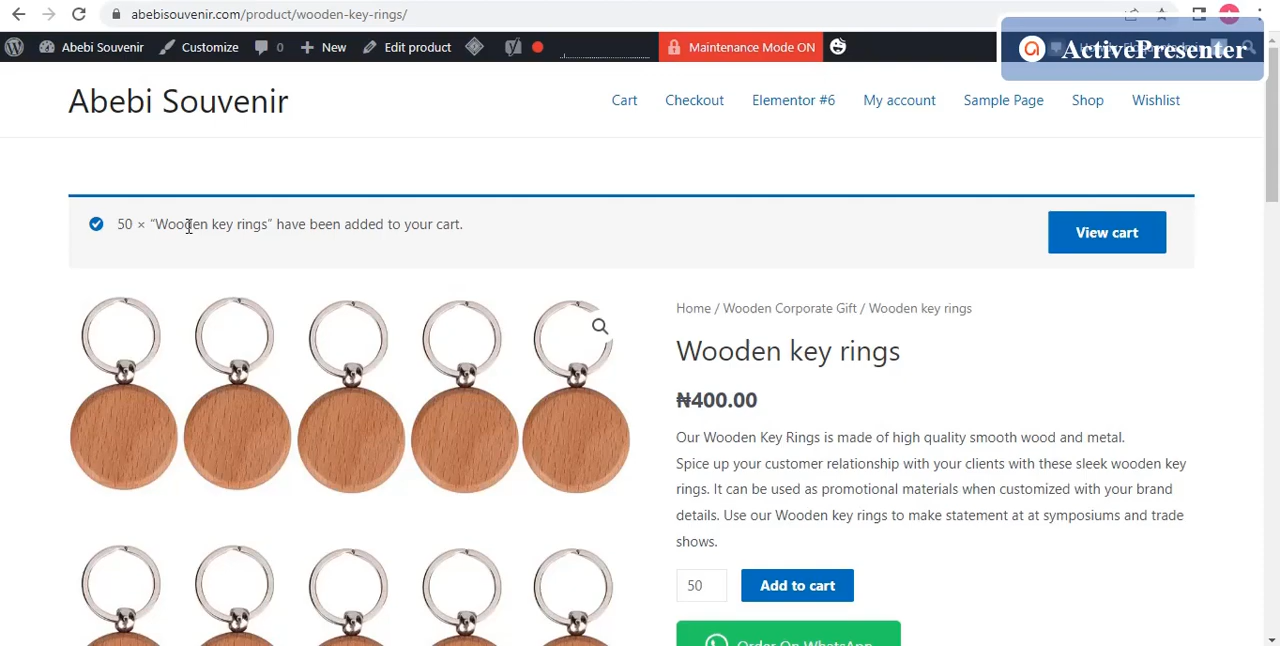 abebisouvenir.com/product/wooden-key-rings/
Abebi Souvenir Customize 0 New Edit product Maintenance Mode ON
ActivePresenter
Abebi Souvenir
Cart Checkout Elementor #6 My account Sample Page Shop Wishlist
50 × “Wooden key rings” have been added to your cart.
View cart
Home / Wooden Corporate Gift / Wooden key rings
Wooden key rings
₦400.00
Our Wooden Key Rings is made of high quality smooth wood and metal.
Spice up your customer relationship with your clients with these sleek wooden key
rings. It can be used as promotional materials when customized with your brand
details. Use our Wooden key rings to make statement at at symposiums and trade
shows.
50 Add to cart
Order On WhatsApp